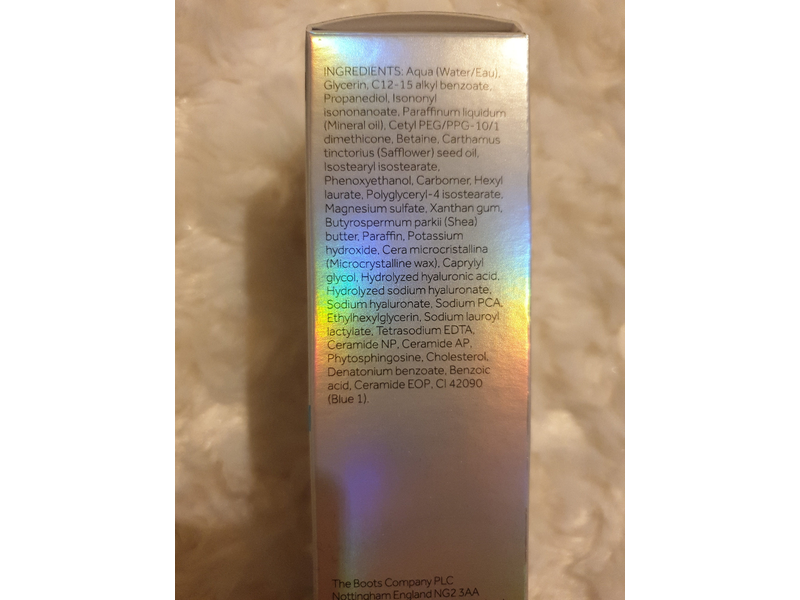 INGREDIENTS: Aqua (Water/Eau),
Glycerin, C12-15 alkyl benzoate,
Propanediol, Isononyl
isononanoate, Paraffinum liquidum
(Mineral oil), Cetyl PEG/PPG-10/1
dimethicone, Betaine, Carthamus
tinctorius (Safflower) seed oil,
Isostearyl isostearate,
Phenoxyethanol, Carbomer, Hexyl
laurate, Polyglyceryl-4 isostearate,
Magnesium sulfate, Xanthan gum,
Butyrospermum parkii (Shea)
butter, Paraffin, Potassium
hydroxide, Cera microcristallina
(Microcrystalline wax), Caprylyl
glycol, Hydrolyzed hyaluronic acid,
Hydrolyzed sodium hyaluronate,
Sodium hyaluronate, Sodium PCA,
Ethylhexylglycerin, Sodium lauroyl
lactylate, Tetrasodium EDTA,
Ceramide NP, Ceramide AP,
Phytosphingosine, Cholesterol,
Denatonium benzoate, Benzoic
acid, Ceramide EOP, CI 42090
(Blue 1).
The Boots Company PLC
Nottingham England NG2 3AA